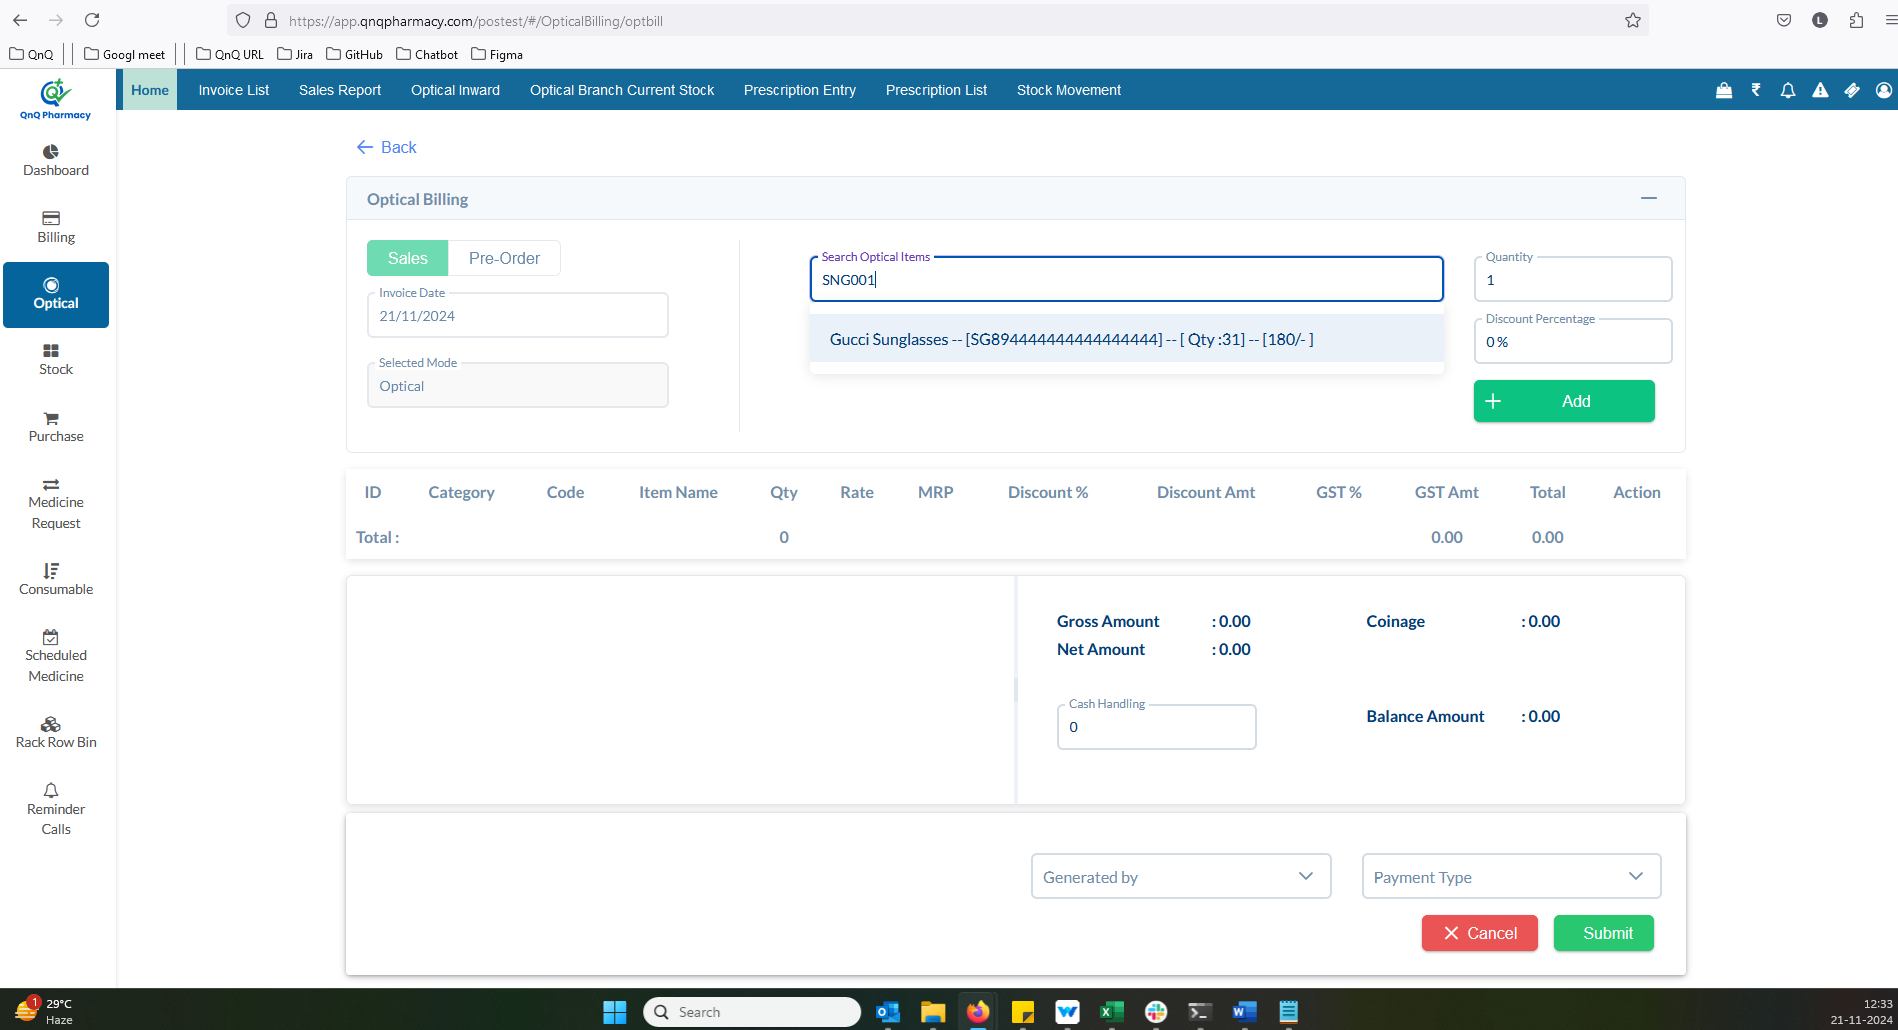 https://app.qnqpharmacy.com/postest/#/OpticalBilling/optbill
L
QnQ
Googl meet
QnQ URL
Jira
GitHub
Chatbot
Figma
QnQ Pharmacy
Home
Invoice List
Sales Report
Optical Inward
Optical Branch Current Stock
Prescription Entry
Prescription List
Stock Movement
Dashboard
Billing
Optical
Stock
Purchase
Medicine
Request
Consumable
Scheduled
Medicine
Rack Row Bin
Reminder
Calls
Back
Optical Billing
Sales
Pre-Order
Invoice Date
21/11/2024
Selected Mode
Optical
Search Optical Items
SNG001
Gucci Sunglasses -- [SG894444444444444444] -- [ Qty :31] -- [180/- ]
Quantity
1
Discount Percentage
0 %
Add
ID Category Code Item Name Qty Rate MRP Discount % Discount Amt GST % GST Amt Total Action
Total : 0 0.00 0.00
Gross Amount : 0.00
Coinage : 0.00
Net Amount : 0.00
Cash Handling
0
Balance Amount : 0.00
Generated by
Payment Type
Cancel
Submit
1
29°C
Haze
Search
12:33
21-11-2024